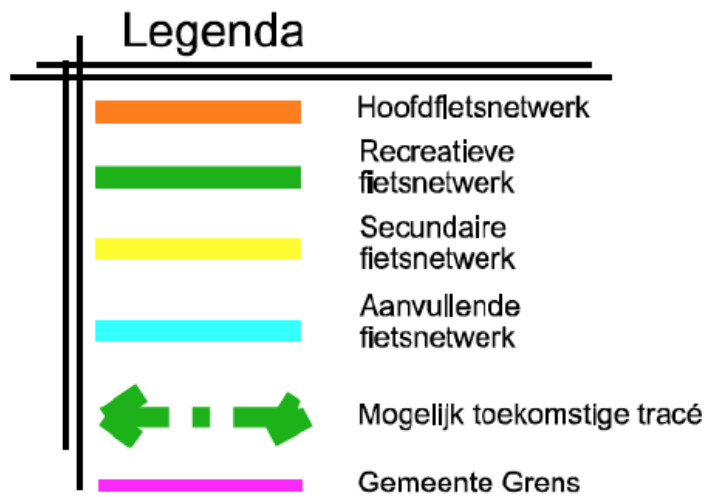 Legenda
Hoofdfietsnetwerk
Recreatieve
fietsnetwerk
Secundaire
fietsnetwerk
Aanvullende
fietsnetwerk
Mogelijk toekomstige tracé
Gemeente Grens